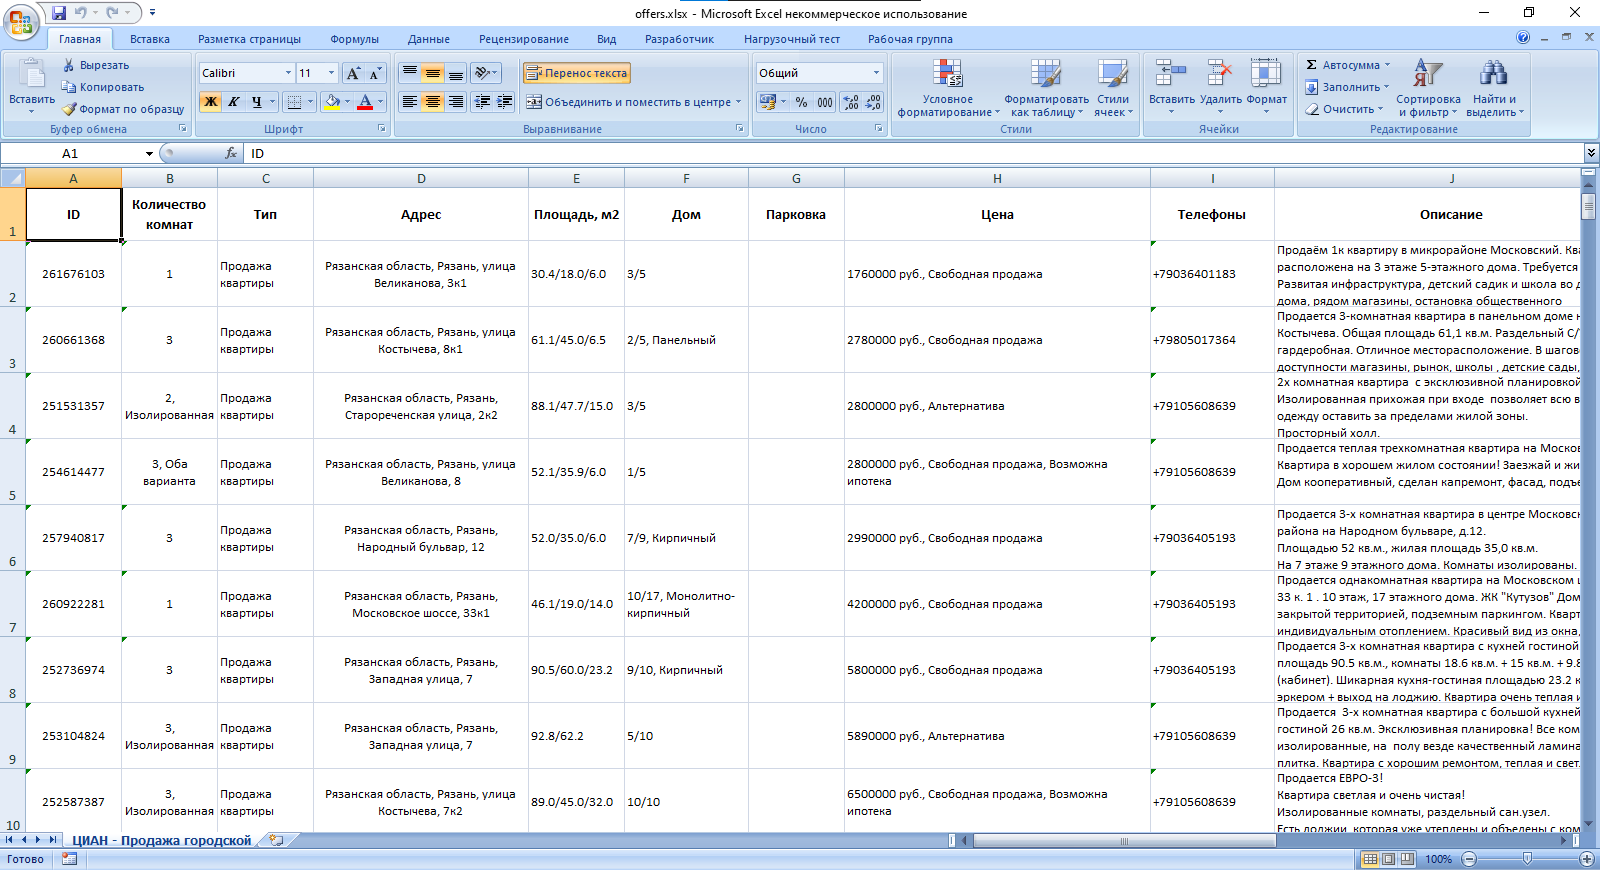 offers.xlsx - Microsoft Excel некоммерческое использование
Главная Вставка Разметка страницы Формулы Данные Рецензирование Вид Разработчик Нагрузочный тест Рабочая группа
Вставить
Вырезать
Копировать
Формат по образцу
Буфер обмена
Calibri 11
Ж К Ч
Шрифт
Перенос текста
Объединить и поместить в центре
Выравнивание
Общий
% 000
Число
Условное форматирование
Форматировать как таблицу
Стили ячеек
Стили
Вставить Удалить Формат
Ячейки
Σ Автосумма
Заполнить
Очистить
Сортировка и фильтр
Найти и выделить
Редактирование
A1 fx ID
A B C D E F G H I J
1 ID Количество комнат Тип Адрес Площадь, м2 Дом Парковка Цена Телефоны Описание
2 261676103 1 Продажа квартиры Рязанская область, Рязань, улица Великанова, 3к1 30.4/18.0/6.0 3/5 1760000 руб., Свободная продажа +79036401183
Продаём 1к квартиру в микрорайоне Московский.
расположена на 3 этаже 5-этажного дома. Требуется
Развитая инфраструктура, детский садик и школа во
дома, рядом магазины, остановка общественного
3 260661368 3 Продажа квартиры Рязанская область, Рязань, улица Костычева, 8к1 61.1/45.0/6.5 2/5, Панельный 2780000 руб., Свободная продажа +79805017364
Продается 3-комнатная квартира в панельном доме
Костычева. Общая площадь 61,1 кв.м. Раздельный С/
гардеробная. Отличное месторасположение. В шагов
доступности магазины, рынок, школы , детские сады,
4 251531357 2, Изолированная Продажа квартиры Рязанская область, Рязань, Старореченская улица, 2к2 88.1/47.7/15.0 3/5 2800000 руб., Альтернатива +79105608639
2х комнатная квартира с эксклюзивной планировкой
Изолированная прихожая при входе позволяет всю в
одежду оставить за пределами жилой зоны.
Просторный холл.
5 254614477 3, Оба варианта Продажа квартиры Рязанская область, Рязань, улица Великанова, 8 52.1/35.9/6.0 1/5 2800000 руб., Свободная продажа, Возможна ипотека +79105608639
Продается теплая трехкомнатная квартира на Москов
Квартира в хорошем жилом состоянии! Заезжай и жи
Дом кооперативный, сделан капремонт, фасад, подъе
6 257940817 3 Продажа квартиры Рязанская область, Рязань, Народный бульвар, 12 52.0/35.0/6.0 7/9, Кирпичный 2990000 руб., Свободная продажа +79036405193
Продается 3-х комнатная квартира в центре Московс
района на Народном бульваре, д.12.
Площадью 52 кв.м., жилая площадь 35,0 кв.м.
На 7 этаже 9 этажного дома. Комнаты изолированы.
7 260922281 1 Продажа квартиры Рязанская область, Рязань, Московское шоссе, 33к1 46.1/19.0/14.0 10/17, Монолитно-кирпичный 4200000 руб., Свободная продажа +79036405193
Продается однакомнатная квартира на Московском
33 к. 1 . 10 этаж, 17 этажного дома. ЖК "Кутузов" Дом
закрытой территорией, подземным паркингом. Кварт
индивидуальным отоплением. Красивый вид из окна,
8 252736974 3 Продажа квартиры Рязанская область, Рязань, Западная улица, 7 90.5/60.0/23.2 9/10, Кирпичный 5800000 руб., Свободная продажа +79036405193
Продается 3-х комнатная квартира с кухней гостиной
площадь 90.5 кв.м., комнаты 18.6 кв.м. + 15 кв.м. + 9.8
(кабинет). Шикарная кухня-гостиная площадью 23.2 к
эркером + выход на лоджию. Квартира очень теплая и
9 253104824 3, Изолированная Продажа квартиры Рязанская область, Рязань, Западная улица, 7 92.8/62.2 5/10 5890000 руб., Альтернатива +79105608639
Продается 3-х комнатная квартира с большой кухней
гостиной 26 кв.м. Эксклюзивная планировка! Все ком
изолированные, на полу везде качественный ламина
плитка. Квартира с хорошим ремонтом, теплая и свет
10 252587387 3, Изолированная Продажа квартиры Рязанская область, Рязань, улица Костычева, 7к2 89.0/45.0/32.0 10/10 6500000 руб., Свободная продажа, Возможна ипотека +79105608639
Продается ЕВРО-3!
Квартира светлая и очень чистая!
Изолированные комнаты, раздельный сан.узел.
Есть лоджии, которая уже утеплены и объелены с ком
ЦИАН - Продажа городской
Готово 100%